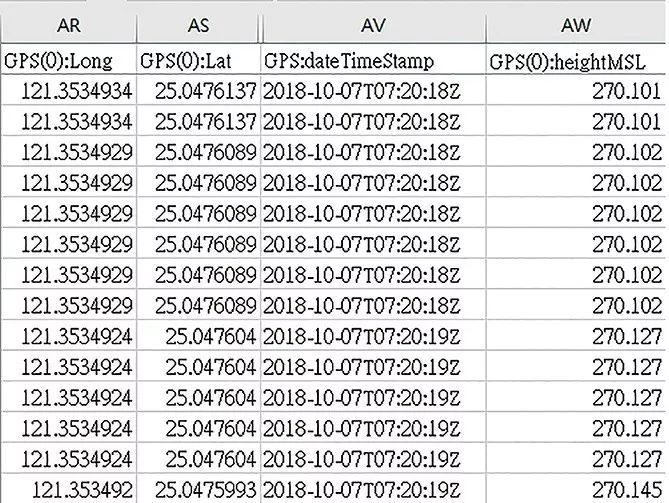 AR AS AV AW
GPS(0):Long GPS(0):Lat GPS:dateTimeStamp GPS(0):heightMSL
121.3534934 25.0476137 2018-10-07T07:20:18Z 270.101
121.3534934 25.0476137 2018-10-07T07:20:18Z 270.101
121.3534929 25.0476089 2018-10-07T07:20:18Z 270.102
121.3534929 25.0476089 2018-10-07T07:20:18Z 270.102
121.3534929 25.0476089 2018-10-07T07:20:18Z 270.102
121.3534929 25.0476089 2018-10-07T07:20:18Z 270.102
121.3534929 25.0476089 2018-10-07T07:20:18Z 270.102
121.3534929 25.0476089 2018-10-07T07:20:18Z 270.102
121.3534924 25.047604 2018-10-07T07:20:19Z 270.127
121.3534924 25.047604 2018-10-07T07:20:19Z 270.127
121.3534924 25.047604 2018-10-07T07:20:19Z 270.127
121.3534924 25.047604 2018-10-07T07:20:19Z 270.127
121.3534924 25.047604 2018-10-07T07:20:19Z 270.127
121.353492 25.0475993 2018-10-07T07:20:19Z 270.145